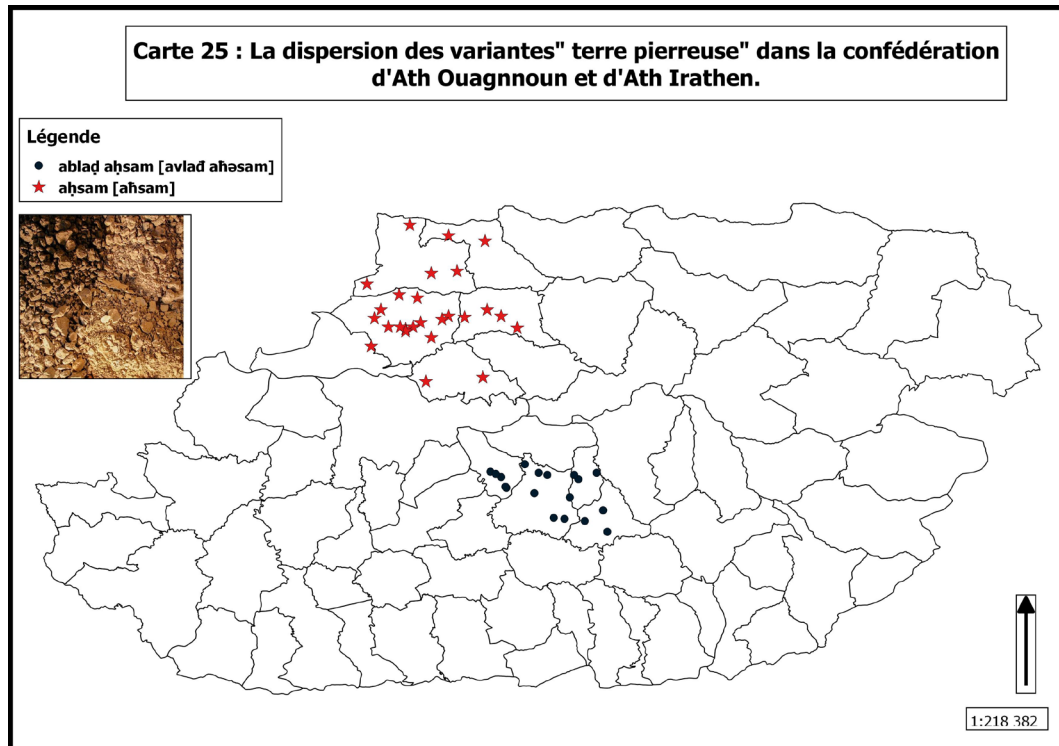 Carte 25 : La dispersion des variantes" terre pierreuse" dans la confédération
d'Ath Ouagnnoun et d'Ath Irathen.
Légende
ablaḍ aḥsam [avlađ aħəsam]
aḥsam [aħsam]
1:218 382